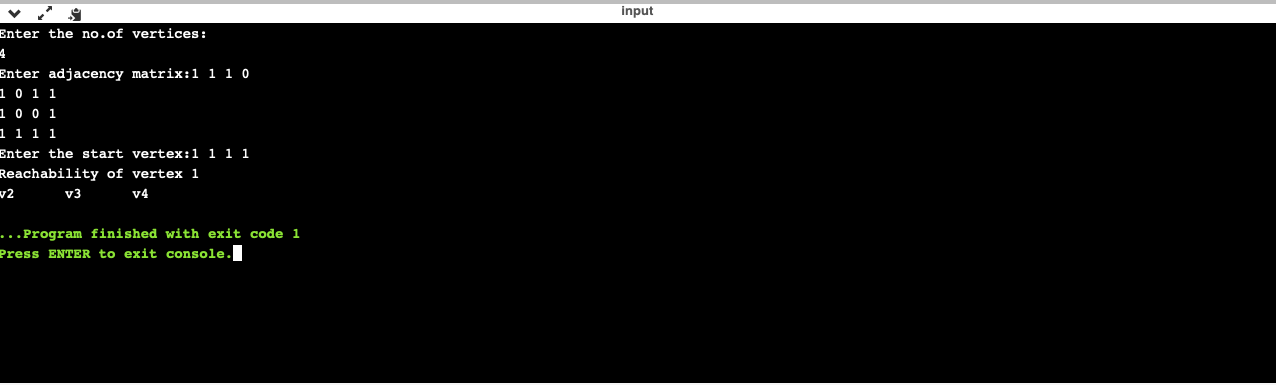 input
Enter the no.of vertices:
4
Enter adjacency matrix:1 1 1 0
1 0 1 1
1 0 0 1
1 1 1 1
Enter the start vertex:1 1 1 1
Reachability of vertex 1
v2 v3 v4
...Program finished with exit code 1
Press ENTER to exit console.